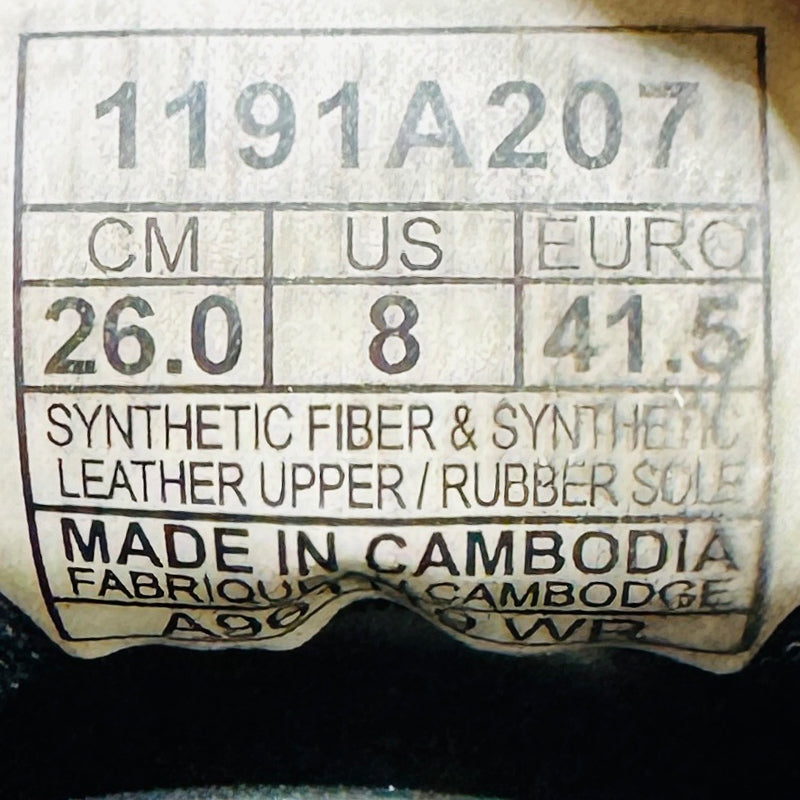 1191A207
CM US EURO
26.0 8 41.5
SYNTHETIC FIBER & SYNTHETIC
LEATHER UPPER / RUBBER SOLE
MADE IN CAMBODIA
CAMBODGE
WR